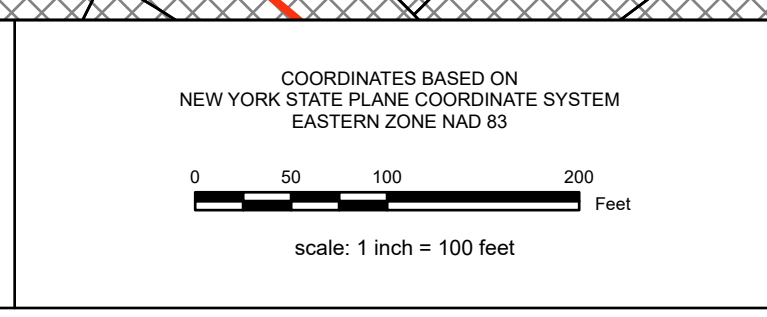 COORDINATES BASED ON
NEW YORK STATE PLANE COORDINATE SYSTEM
EASTERN ZONE NAD 83
0 50 100 200
Feet
scale: 1 inch = 100 feet